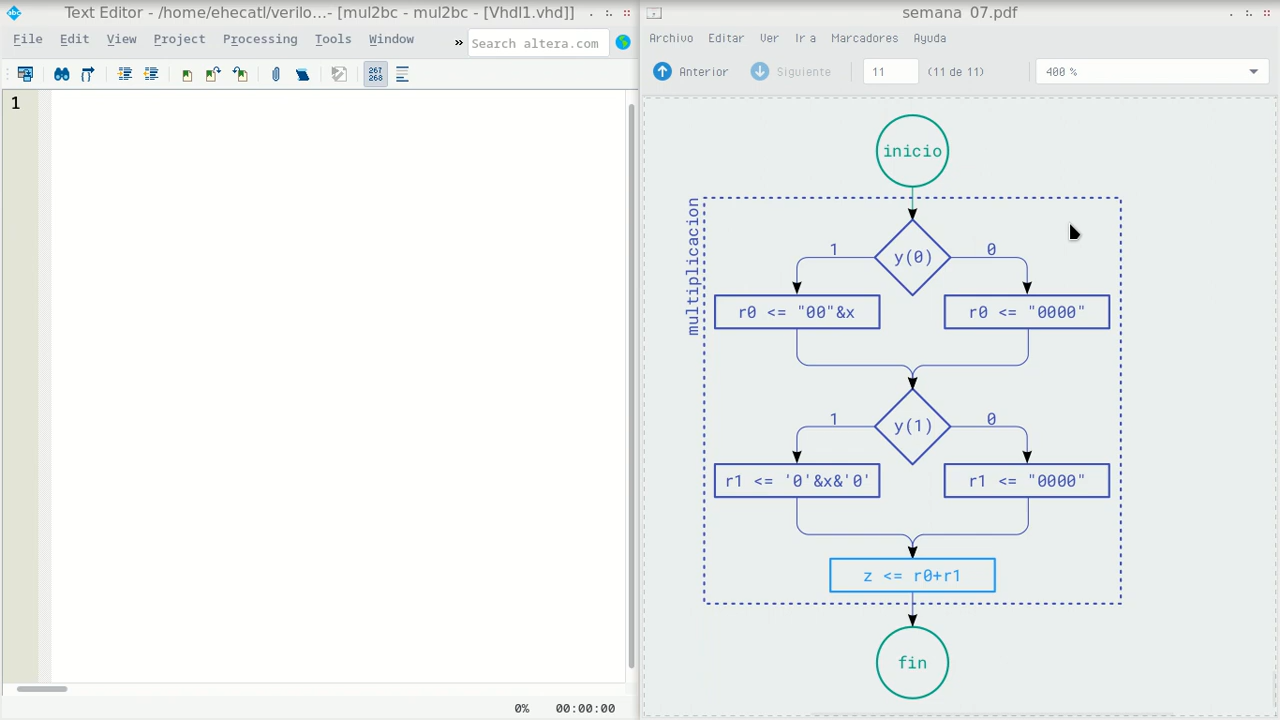 Text Editor - /home/ehecatl/verilo...- [mul2bc - mul2bc - [Vhdl1.vhd]]
File Edit View Project Processing Tools Window » Search altera.com
267
268
1
0% 00:00:00
semana_07.pdf
Archivo Editar Ver Ir a Marcadores Ayuda
Anterior Siguiente 11 (11 de 11) 400 %
inicio
multiplicacion
y(0)
1 0
r0 <= "00"&x r0 <= "0000"
y(1)
1 0
r1 <= '0'&x&'0' r1 <= "0000"
z <= r0+r1
fin